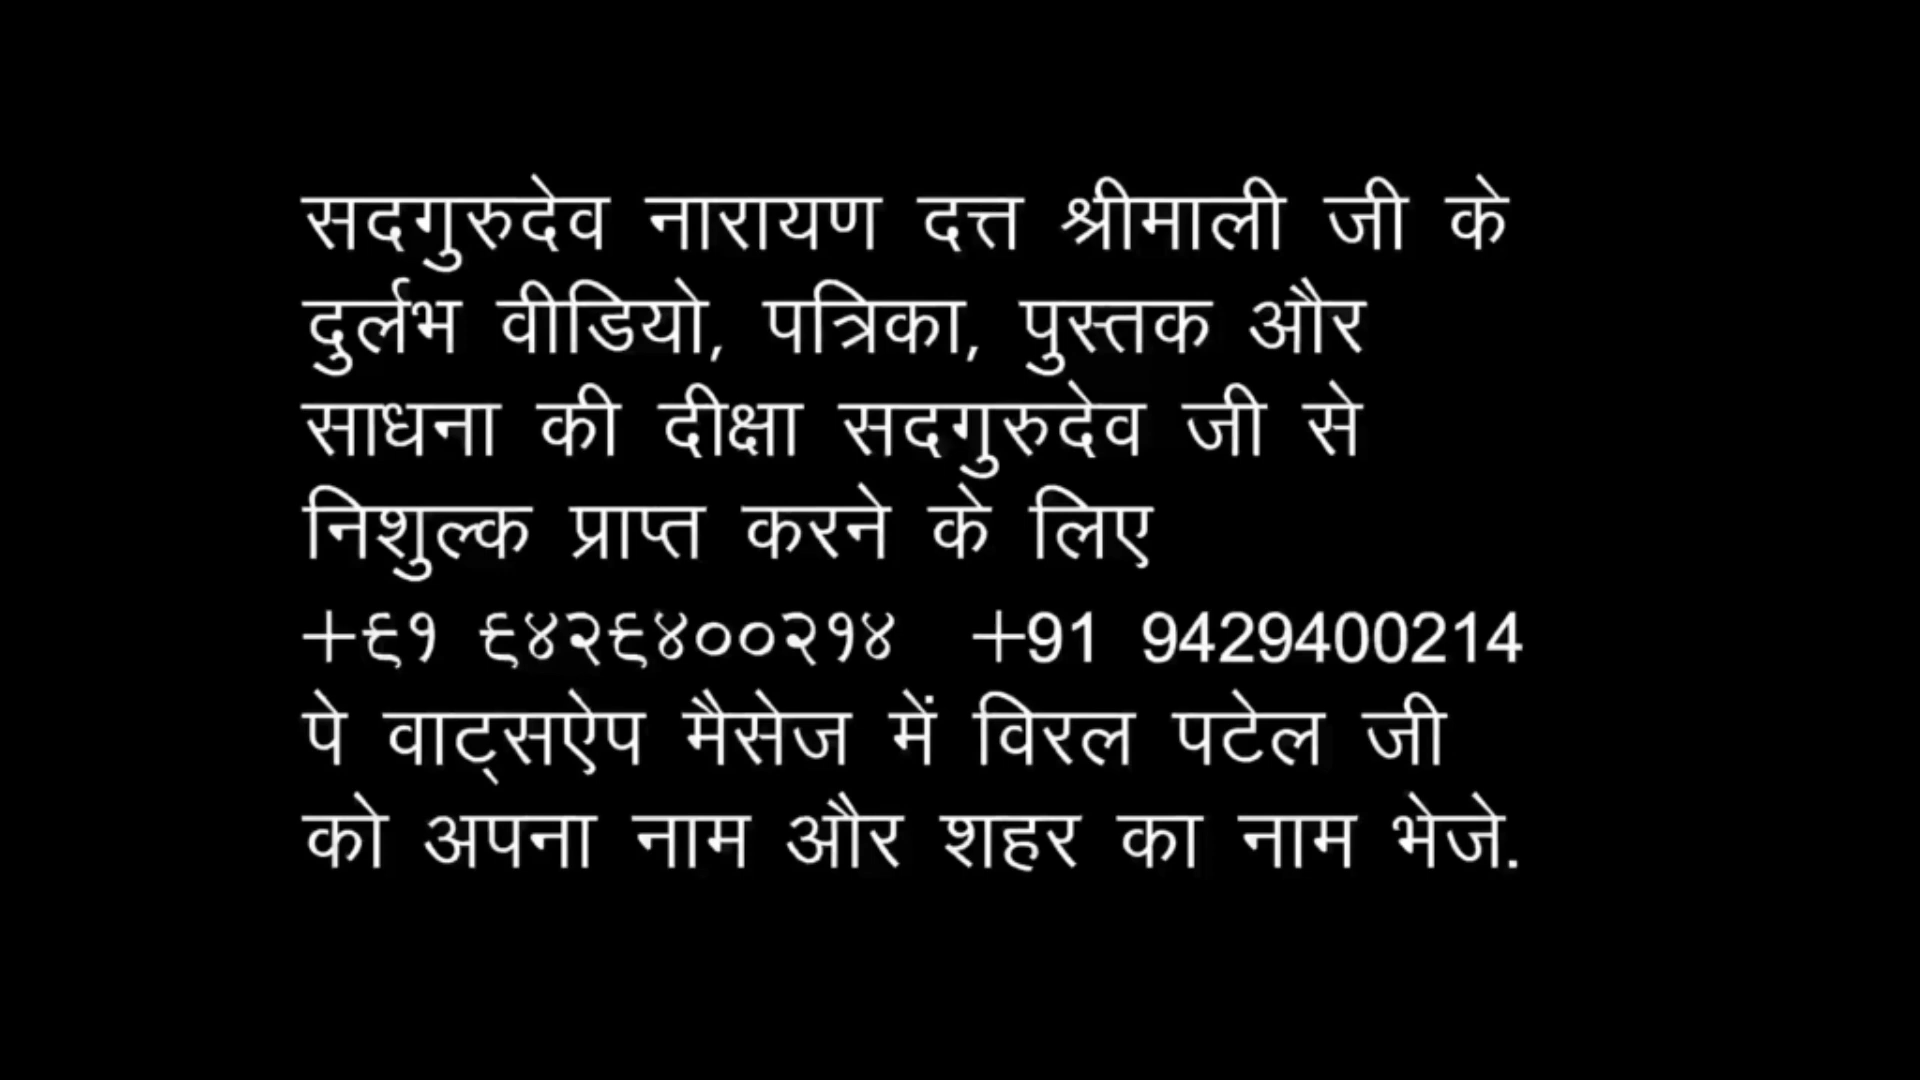 सदगुरुदेव नारायण दत्त श्रीमाली जी के
दुर्लभ वीडियो, पत्रिका, पुस्तक और
साधना की दीक्षा सदगुरुदेव जी से
निशुल्क प्राप्त करने के लिए
+९१ ९४२९४००२१४ +91 9429400214
पे वाट्सऐप मैसेज में विरल पटेल जी
को अपना नाम और शहर का नाम भेजे.